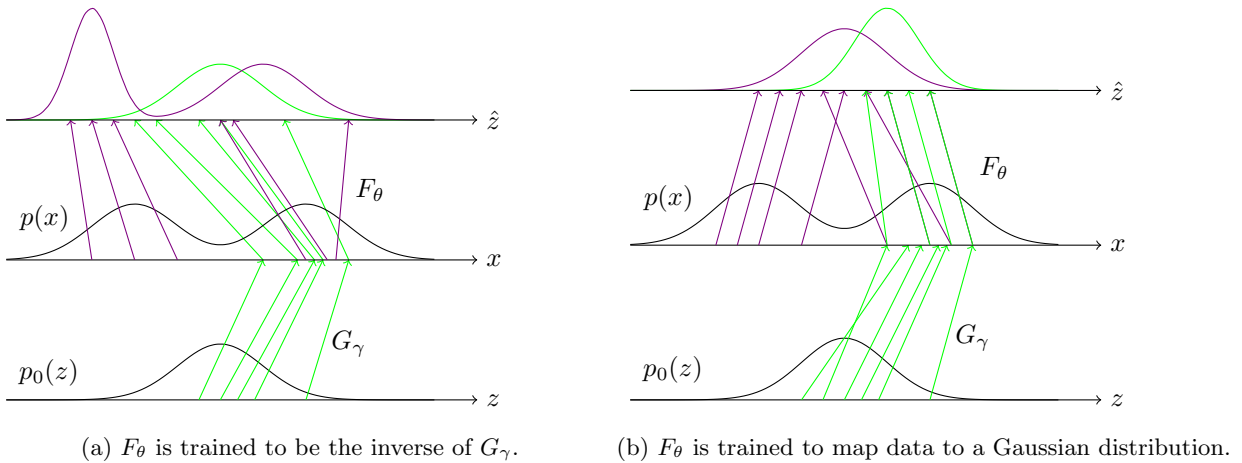 ẑ
F_θ
p(x)
x
G_γ
p_0(z)
z
(a) F_θ is trained to be the inverse of G_γ.
ẑ
F_θ
p(x)
x
G_γ
p_0(z)
z
(b) F_θ is trained to map data to a Gaussian distribution.